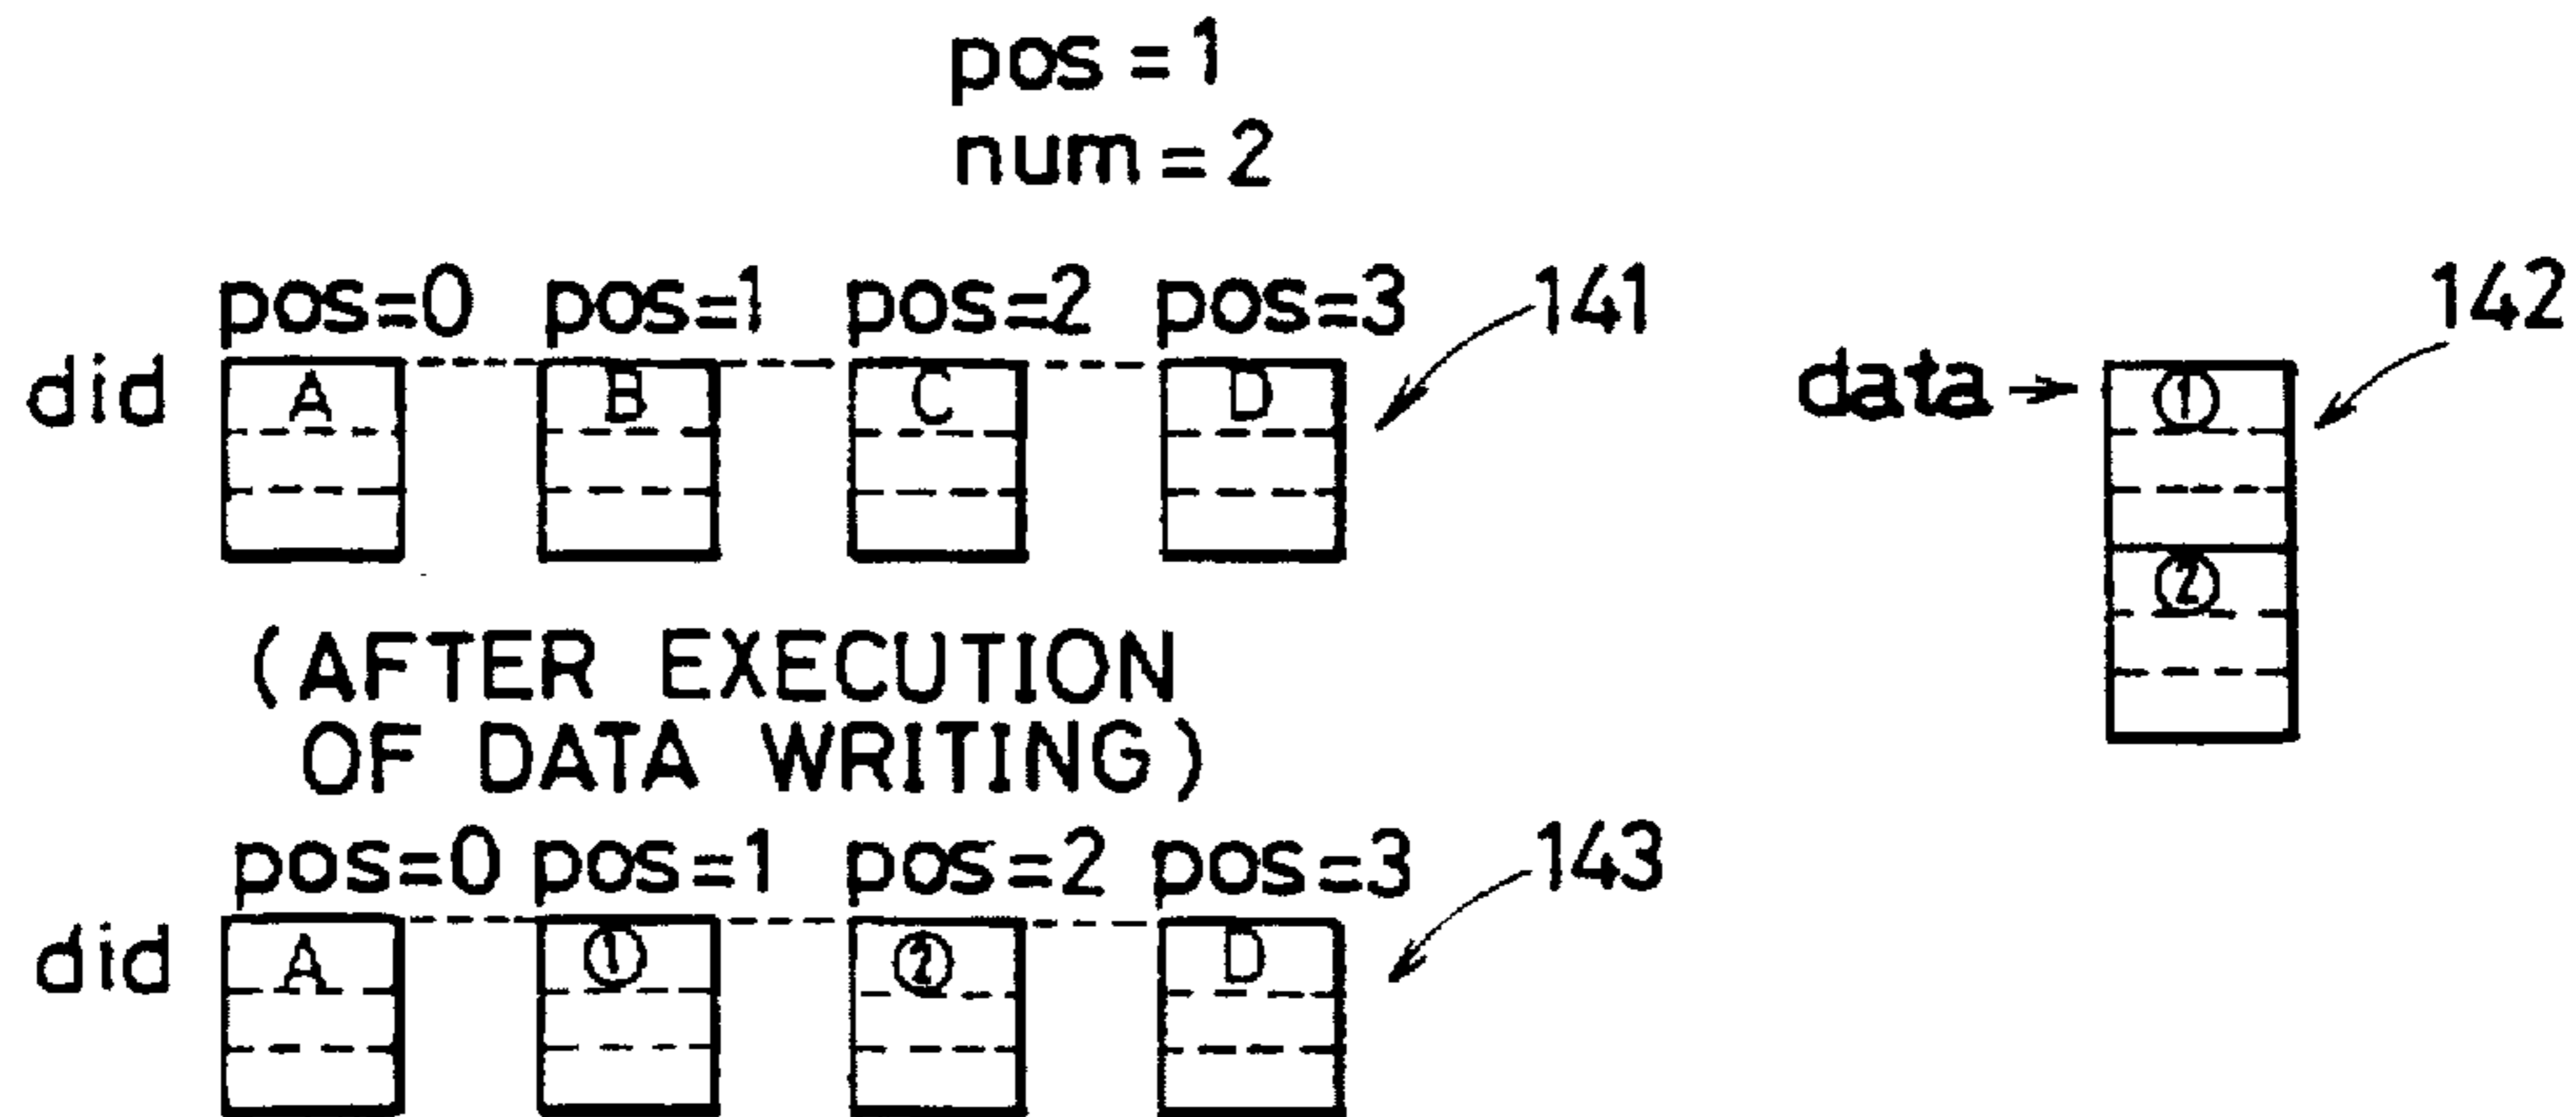 pos = 1
num = 2
pos=0 pos=1 pos=2 pos=3 141 142
did A B C D data → ①
②
(AFTER EXECUTION
OF DATA WRITING)
pos=0 pos=1 pos=2 pos=3 143
did A ① ② D